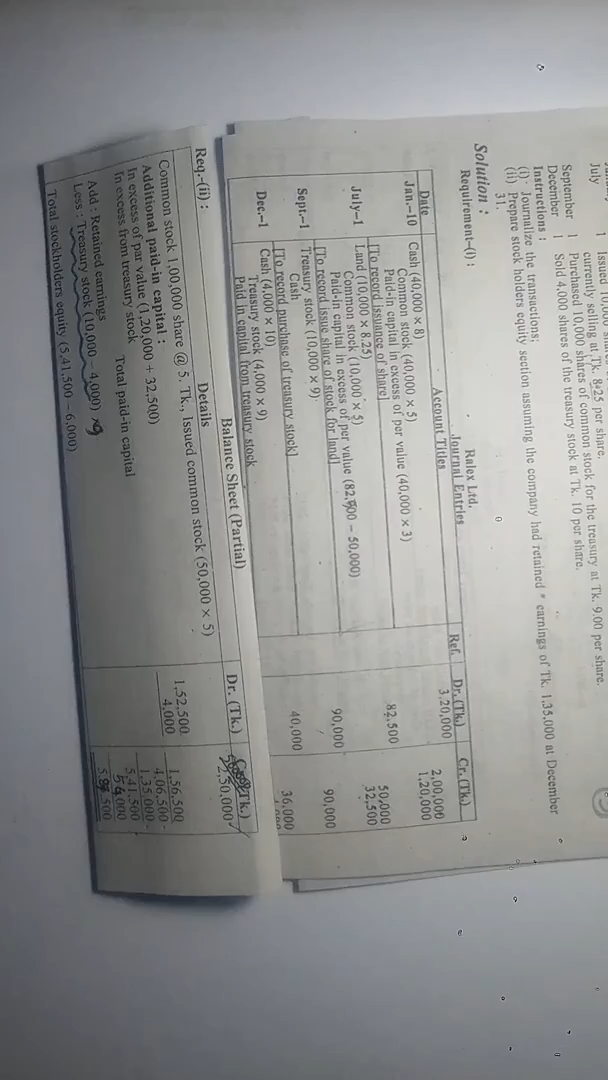 1 Issued 10,000
July
currently selling at Tk. 8.25 per share.
September 1 Purchased 10,000 shares of common stock for the treasury at Tk. 9.00 per share.
December 1 Sold 4,000 shares of the treasury stock at Tk. 10 per share.
Instructions :
(i) Journalize the transactions;
(ii) Prepare stock holders equity section assuming the company had retained earnings of Tk. 1,35,000 at December
31.
Solution :
Requirement–(i) :
Ralex Ltd.
Journal Entries
Date Account Titles Ref. Dr. (Tk.) Cr. (Tk.)
Jan.–10 Cash (40,000 × 8) 3,20,000
Common stock (40,000 × 5) 2,00,000
Paid-in capital in excess of par value (40,000 × 3) 1,20,000
[To record issuance of share]
July–1 Land (10,000 × 8.25) 82,500
Common stock (10,000 × 5) 50,000
Paid-in capital in excess of par value (82,500 – 50,000) 32,500
[To record issue share of stock for land]
Sept.–1 Treasury stock (10,000 × 9) 90,000
Cash 90,000
[To record purchase of treasury stock]
Dec.–1 Cash (4,000 × 10) 40,000
Treasury stock (4,000 × 9) 36,000
Paid in capital from treasury stock
Balance Sheet (Partial)
Req.-(ii) :
Details Dr. (Tk.) Tk.)
Common stock 1,00,000 share @ 5. Tk., Issued common stock (50,000 × 5) 2,50,000
Additional paid-in capital :
In excess of par value (1,20,000 + 32,500) 1,52,500
In excess from treasury stock 4,000 1,56,500
Total paid-in capital 4,06,500
Add : Retained earnings 1,35,000
5,41,500
Less : Treasury stock (10,000 – 4,000) ,000
Total stockholders equity (5,41,500 – 6,000)